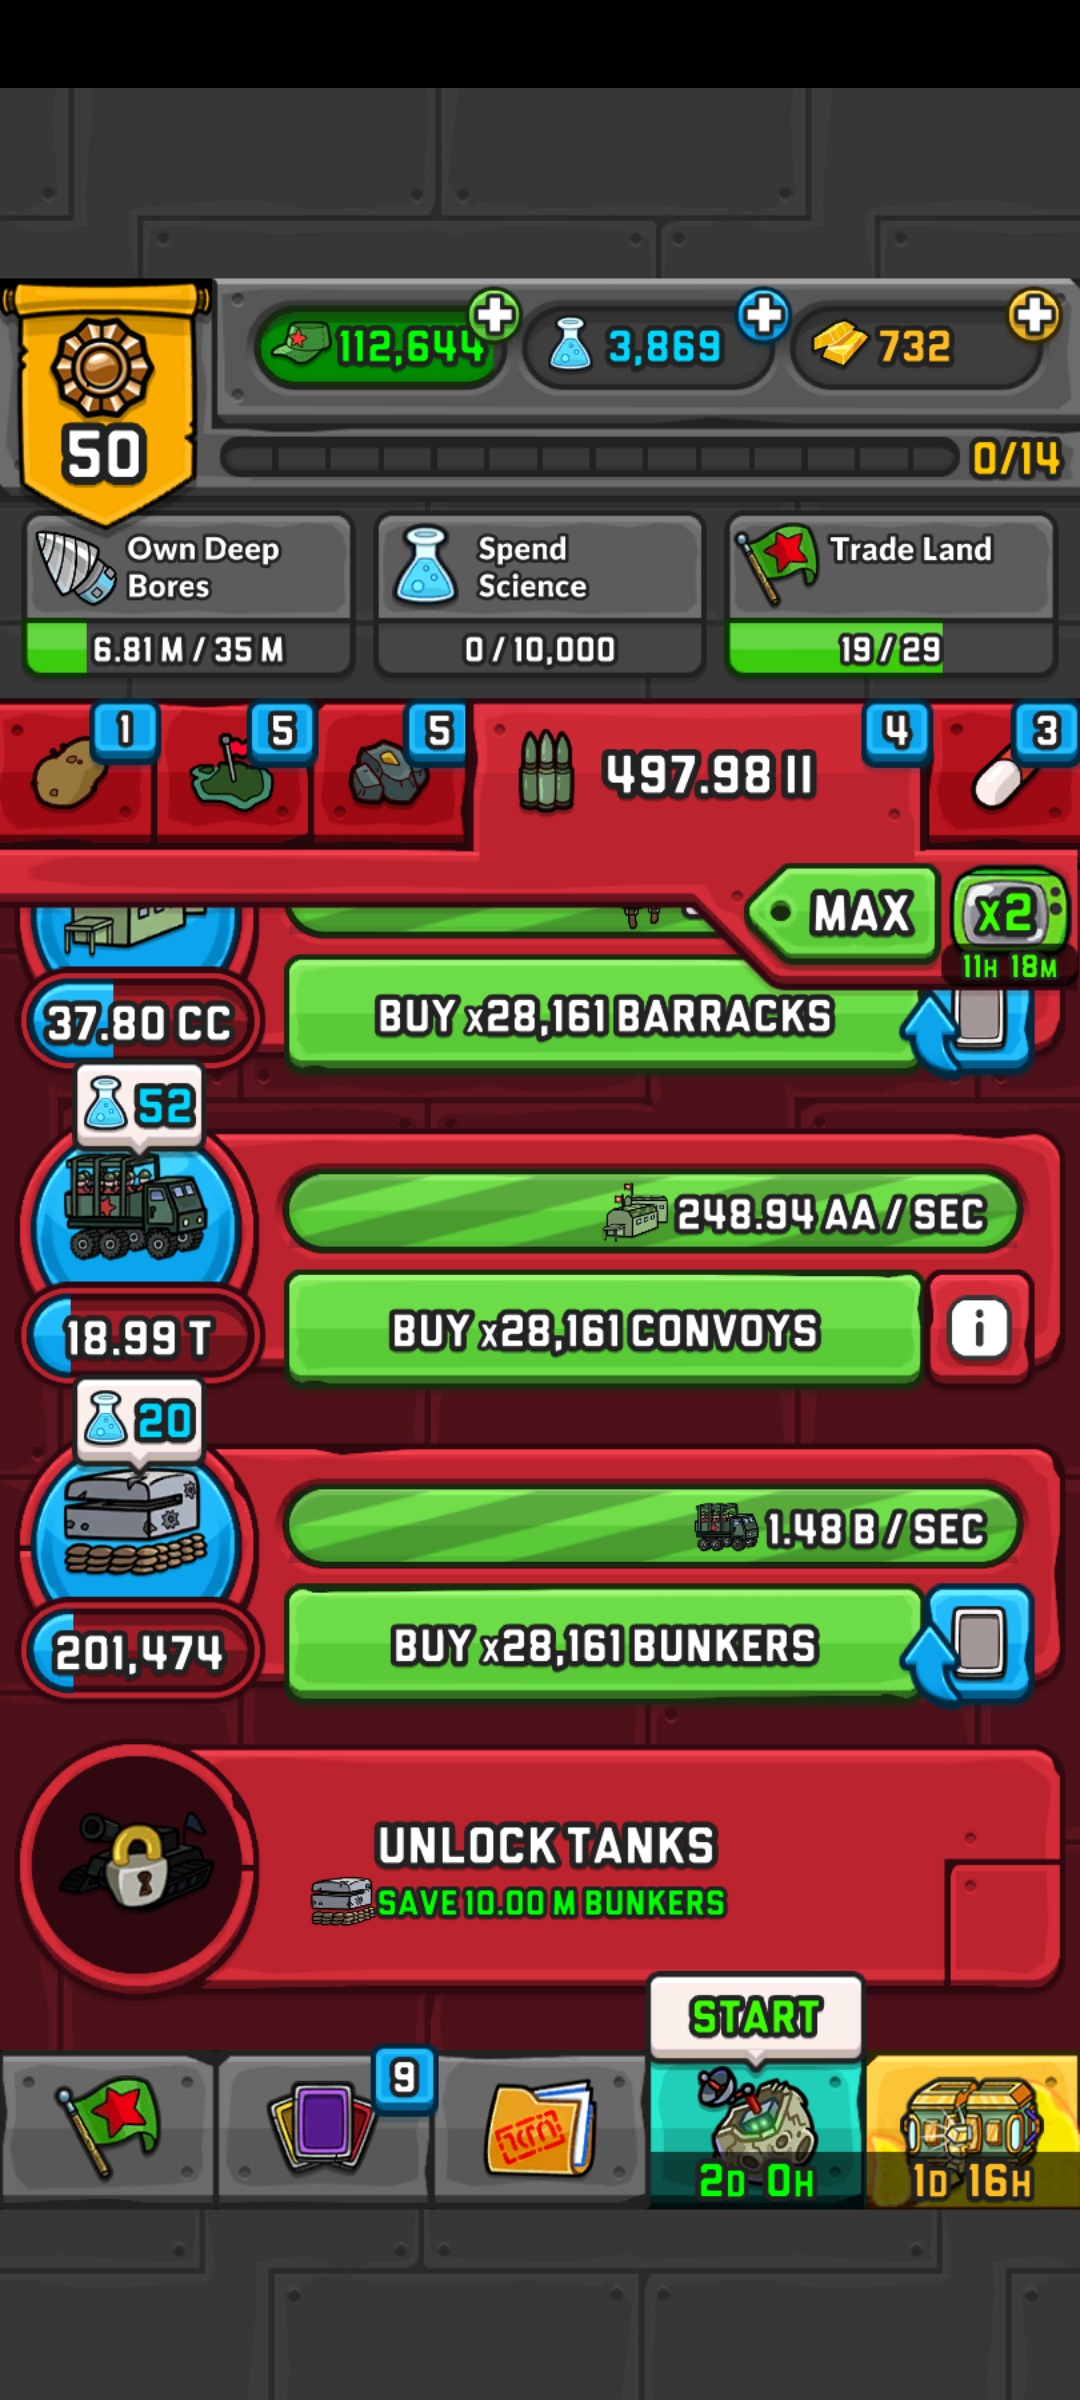 112,644
3,869
732
50
0/14
Own Deep
Bores
6.81 M / 35 M
Spend
Science
0 / 10,000
Trade Land
19 / 29
1
5
5
497.98 II
4
3
MAX
x2
11H 18M
37.80 CC
BUY x28,161 BARRACKS
52
248.94 AA / SEC
18.99 T
BUY x28,161 CONVOYS
i
20
1.48 B / SEC
201,474
BUY x28,161 BUNKERS
UNLOCK TANKS
SAVE 10.00 M BUNKERS
START
9
2D 0H
1D 16H